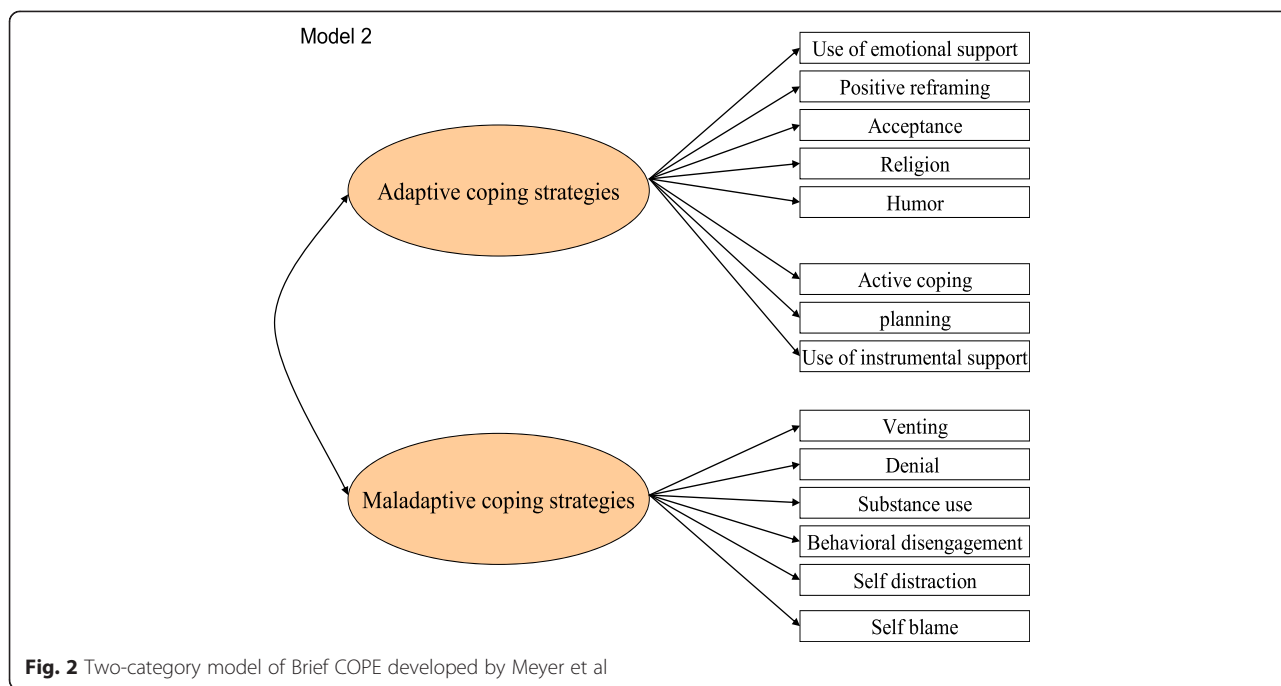 Model 2
Use of emotional support
Positive reframing
Acceptance
Religion
Humor
Adaptive coping strategies
Active coping
planning
Use of instrumental support
Venting
Denial
Substance use
Behavioral disengagement
Self distraction
Self blame
Maladaptive coping strategies
Fig. 2 Two-category model of Brief COPE developed by Meyer et al